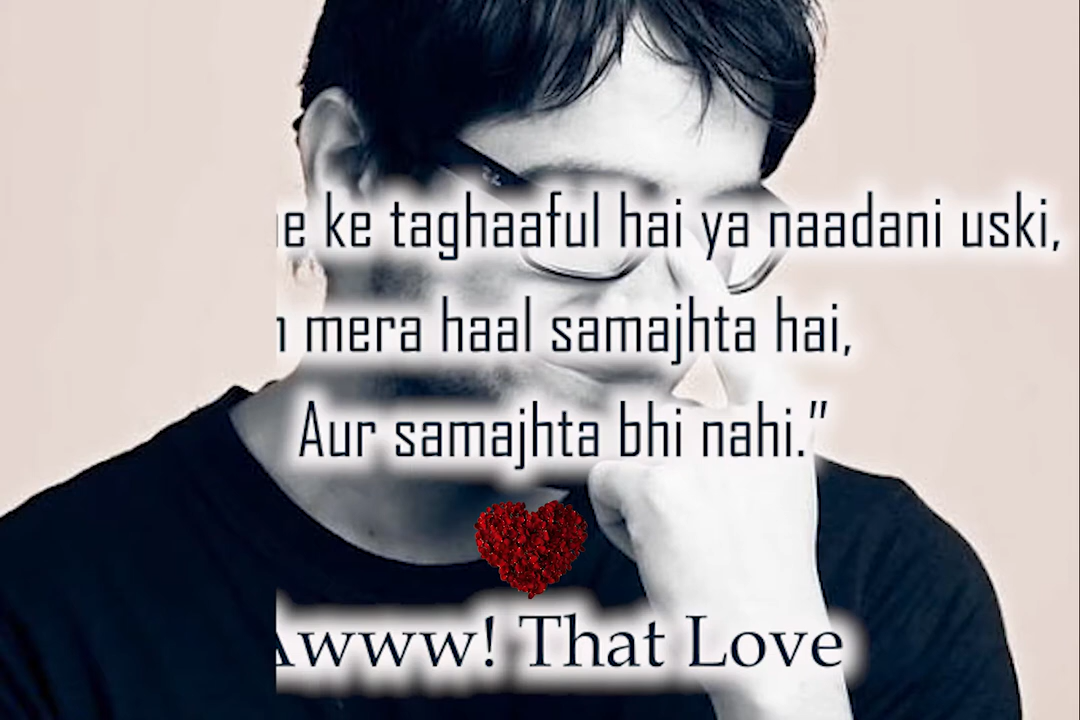 ke taghaaful hai ya naadani uski,
mera haal samajhta hai,
Aur samajhta bhi nahi.”
Awww! That Love